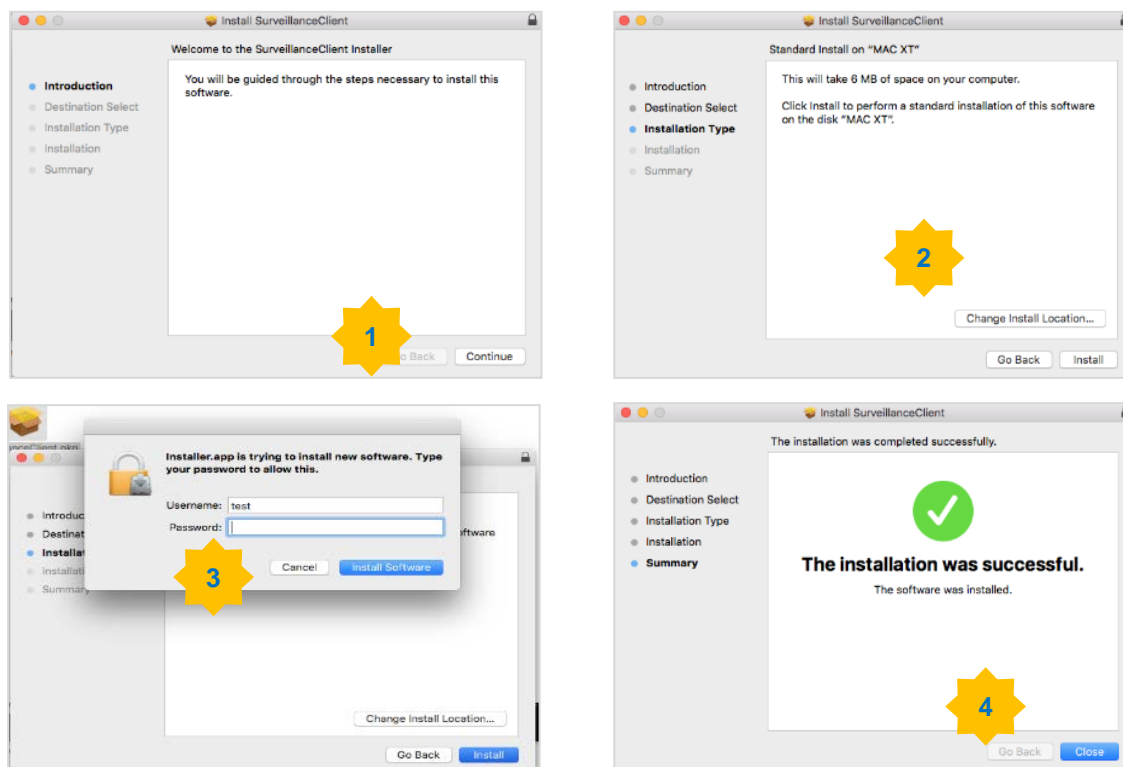 Install SurveillanceClient
Welcome to the SurveillanceClient Installer
Introduction
Destination Select
Installation Type
Installation
Summary
You will be guided through the steps necessary to install this
software.
1
Go Back
Continue
Install SurveillanceClient
Standard Install on “MAC XT”
Introduction
Destination Select
Installation Type
Installation
Summary
This will take 6 MB of space on your computer.
Click Install to perform a standard installation of this software
on the disk “MAC XT”.
2
Change Install Location...
Go Back
Install
Installer.app is trying to install new software. Type
your password to allow this.
Username: test
Password:
Cancel
Install Software
3
Summary
Change Install Location...
Go Back
Install
Install SurveillanceClient
The installation was completed successfully.
Introduction
Destination Select
Installation Type
Installation
Summary
The installation was successful.
The software was installed.
4
Go Back
Close